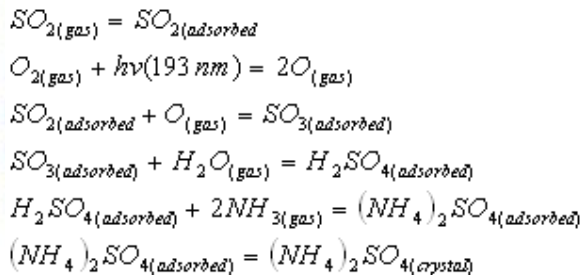 SO₂₍gas₎ = SO₂₍adsorbed
O₂₍gas₎ + hν(193 nm) = 2O₍gas₎
SO₂₍adsorbed + O₍gas₎ = SO₃₍adsorbed₎
SO₃₍adsorbed₎ + H₂O₍gas₎ = H₂SO₄₍adsorbed₎
H₂SO₄₍adsorbed₎ + 2NH₃₍gas₎ = (NH₄)₂SO₄₍adsorbed₎
(NH₄)₂SO₄₍adsorbed₎ = (NH₄)₂SO₄₍crystal₎